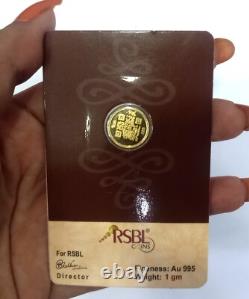 RSBL
COINS
For RSBL
Fineness: Au 995
Director
Weight: 1 gm